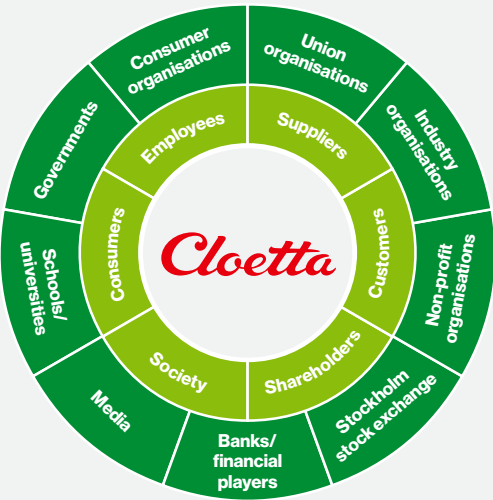 Consumer
organisations
Union
organisations
Industry
organisations
Non-profit
organisations
Stockholm
stock exchange
Banks/
financial
players
Media
Schools/
universities
Governments
Employees
Suppliers
Customers
Shareholders
Society
Consumers
Cloetta